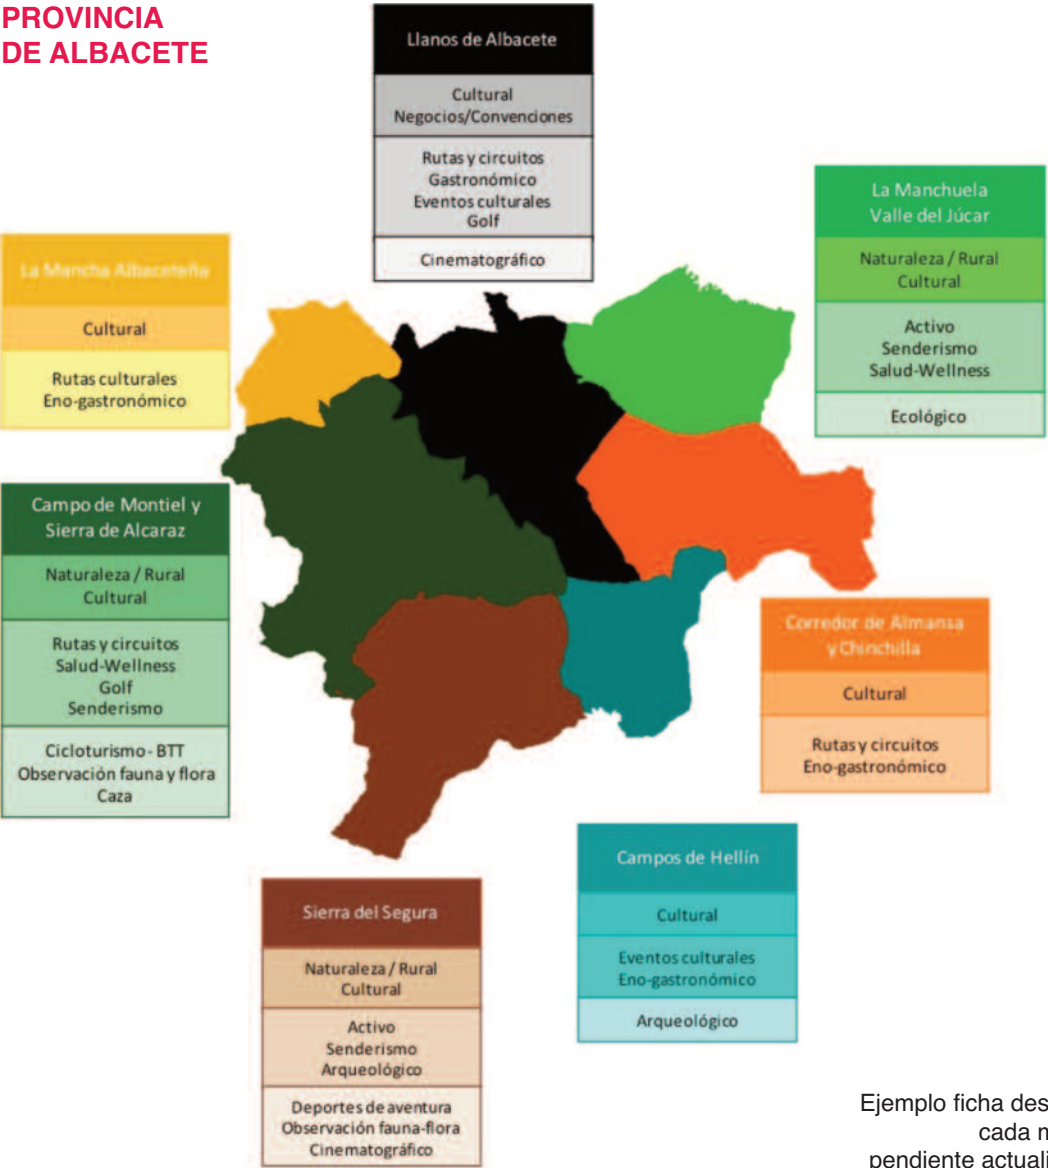 PROVINCIA
DE ALBACETE
Llanos de Albacete
Cultural
Negocios/Convenciones
Rutas y circuitos
Gastronómico
Eventos culturales
Golf
Cinematográfico
La Manchuela
Valle del Júcar
Naturaleza / Rural
Cultural
Activo
Senderismo
Salud-Wellness
Ecológico
La Mancha Albaceteña
Cultural
Rutas culturales
Eno-gastronómico
Campo de Montiel y
Sierra de Alcaraz
Naturaleza / Rural
Cultural
Rutas y circuitos
Salud-Wellness
Golf
Senderismo
Cicloturismo - BTT
Observación fauna y flora
Caza
Corredor de Almansa
y Chinchilla
Cultural
Rutas y circuitos
Eno-gastronómico
Campos de Hellín
Cultural
Eventos culturales
Eno-gastronómico
Arqueológico
Sierra del Segura
Naturaleza / Rural
Cultural
Activo
Senderismo
Arqueológico
Deportes de aventura
Observación fauna-flora
Cinematográfico
Ejemplo ficha des
cada m
pendiente actuali